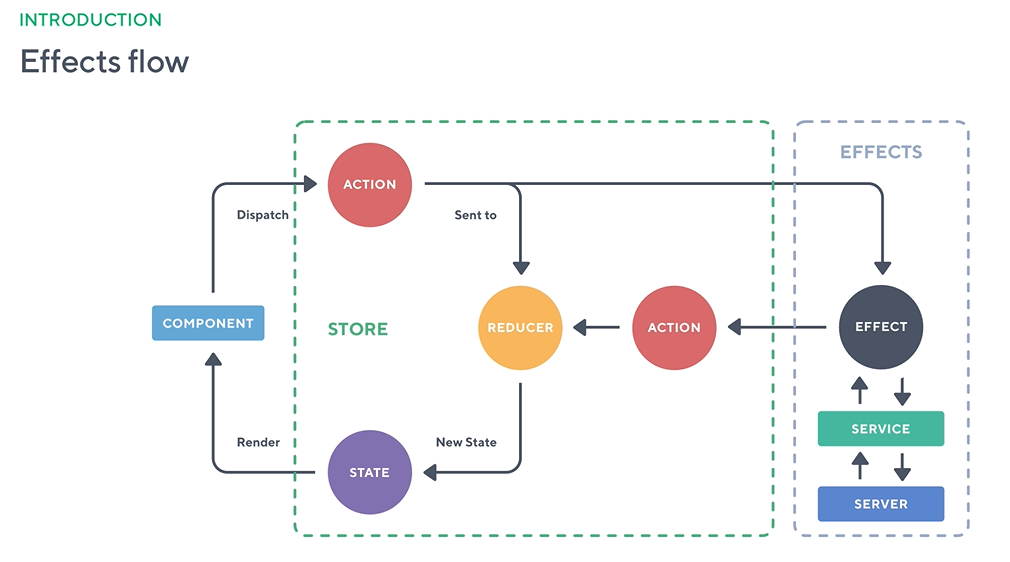 INTRODUCTION
Effects flow
EFFECTS
ACTION
Dispatch
Sent to
COMPONENT
STORE
REDUCER
ACTION
EFFECT
SERVICE
Render
New State
STATE
SERVER